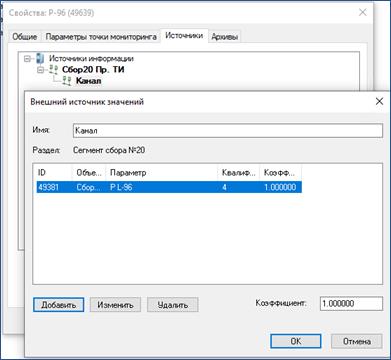 Свойства: P-96 (49639)
Общие Параметры точки мониторинга Источники Архивы
Источники информации
Сбор20 Пр. ТИ
Канал
Внешний источник значений
Имя: Канал
Раздел: Сегмент сбора №20
ID Объе... Параметр Квалиф... Коэфф...
49381 Сбор... P L-96 4 1.000000
Добавить Изменить Удалить Коэффициент: 1.000000
OK Отмена